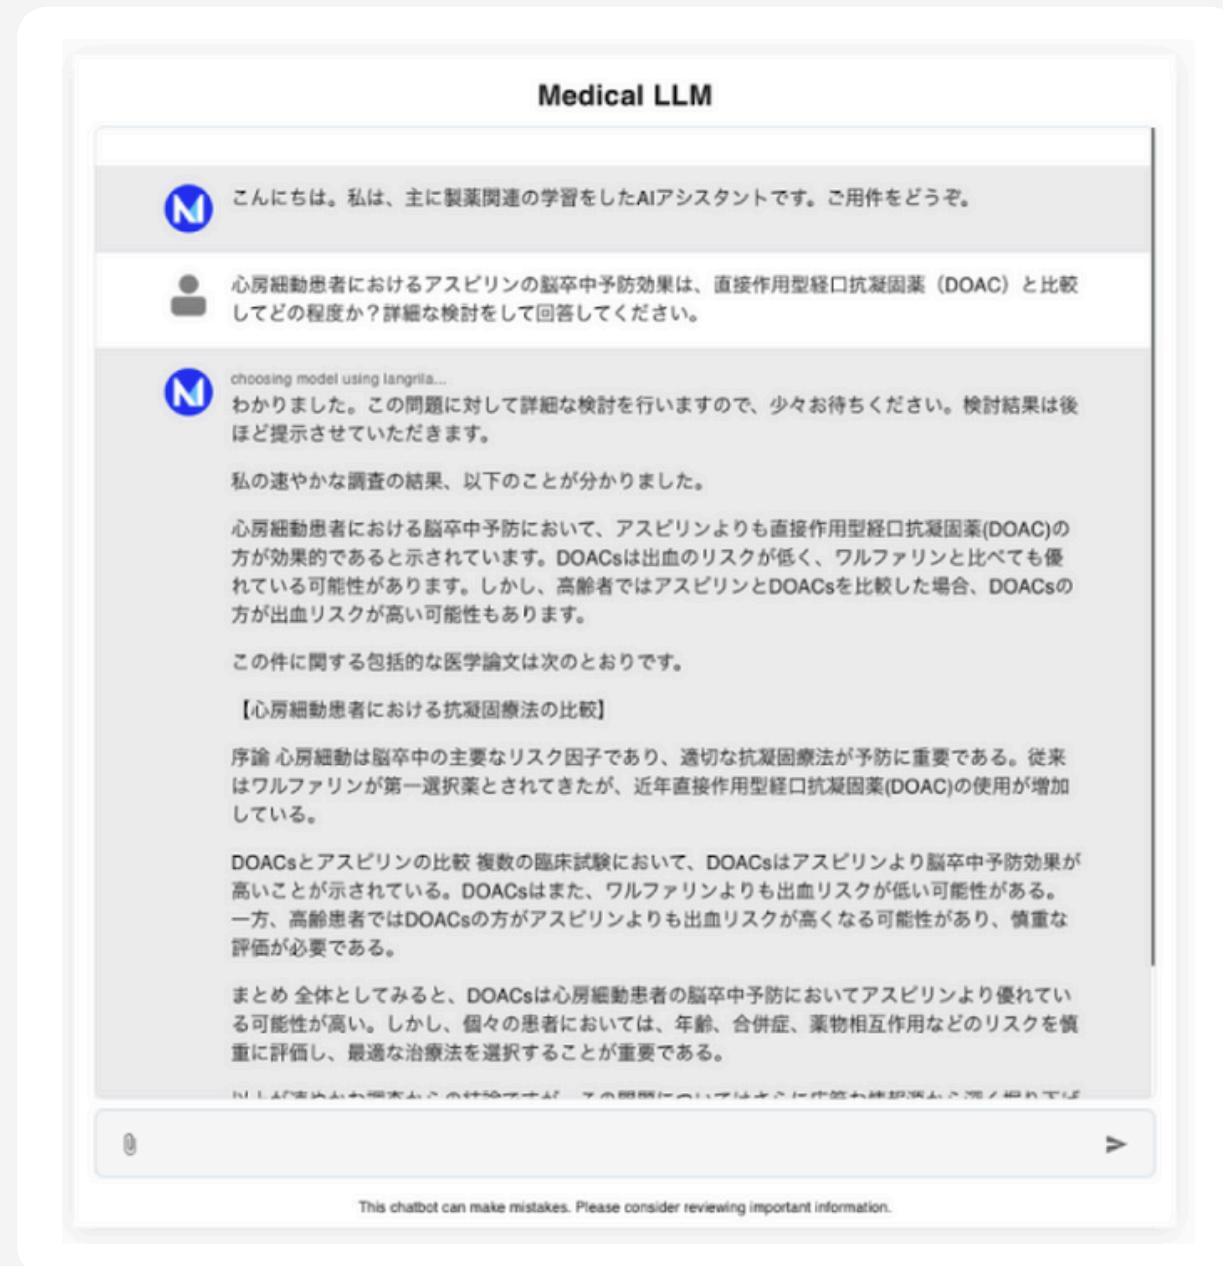 Medical LLM
こんにちは。私は、主に製薬関連の学習をしたAIアシスタントです。ご用件をどうぞ。
心房細動患者におけるアスピリンの脳卒中予防効果は、直接作用型経口抗凝固薬（DOAC）と比較
してどの程度か？詳細な検討をして回答してください。
choosing model using langrila...
わかりました。この問題に対して詳細な検討を行いますので、少々お待ちください。検討結果は後
ほど提示させていただきます。
私の速やかな調査の結果、以下のことが分かりました。
心房細動患者における脳卒中予防において、アスピリンよりも直接作用型経口抗凝固薬(DOAC)の
方が効果的であると示されています。DOACsは出血のリスクが低く、ワルファリンと比べても優
れている可能性があります。しかし、高齢者ではアスピリンとDOACsを比較した場合、DOACsの
方が出血リスクが高い可能性もあります。
この件に関する包括的な医学論文は次のとおりです。
【心房細動患者における抗凝固療法の比較】
序論 心房細動は脳卒中の主要なリスク因子であり、適切な抗凝固療法が予防に重要である。従来
はワルファリンが第一選択薬とされてきたが、近年直接作用型経口抗凝固薬(DOAC)の使用が増加
している。
DOACsとアスピリンの比較 複数の臨床試験において、DOACsはアスピリンより脳卒中予防効果が
高いことが示されている。DOACsはまた、ワルファリンよりも出血リスクが低い可能性がある。
一方、高齢患者ではDOACsの方がアスピリンよりも出血リスクが高くなる可能性があり、慎重な
評価が必要である。
まとめ 全体としてみると、DOACsは心房細動患者の脳卒中予防においてアスピリンより優れてい
る可能性が高い。しかし、個々の患者においては、年齢、合併症、薬物相互作用などのリスクを慎
重に評価し、最適な治療法を選択することが重要である。
This chatbot can make mistakes. Please consider reviewing important information.